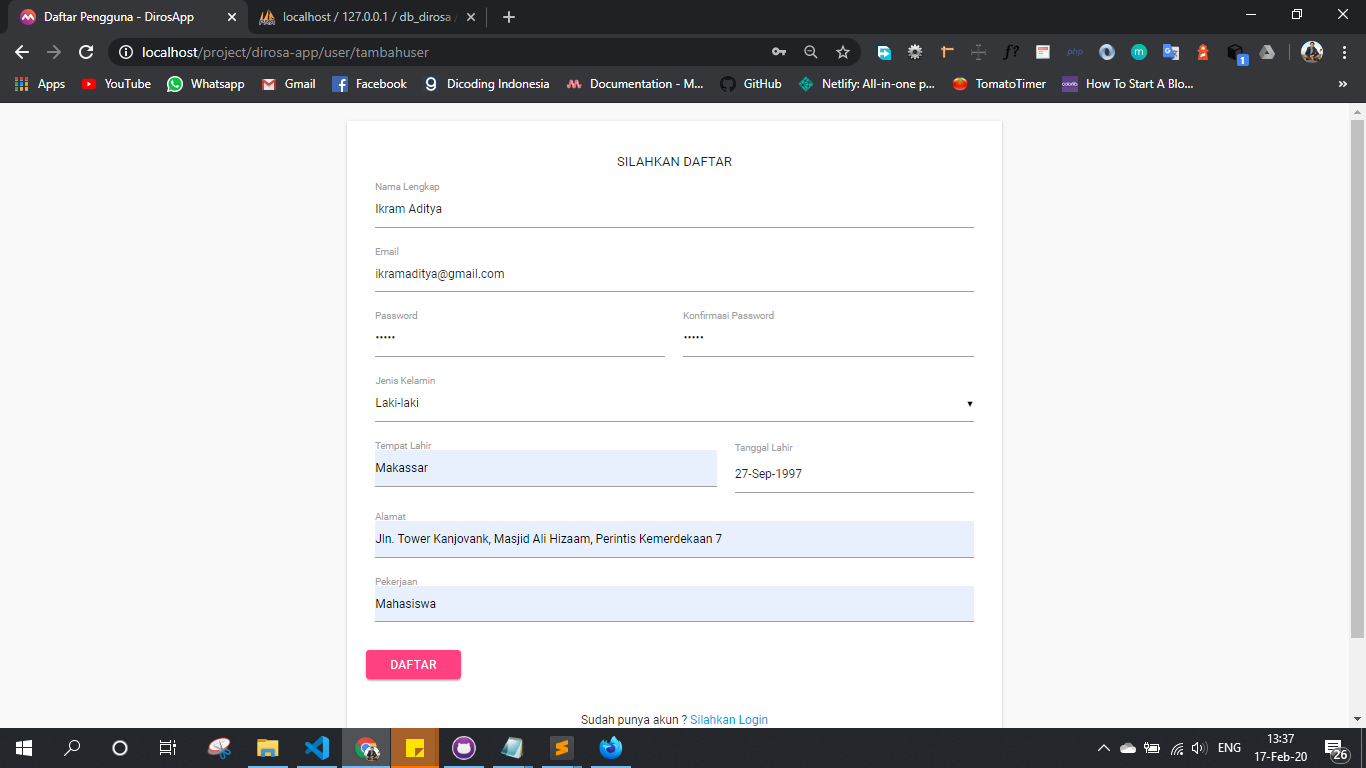 Daftar Pengguna - DirosApp
localhost / 127.0.0.1 / db_dirosa
localhost/project/dirosa-app/user/tambahuser
Apps YouTube Whatsapp Gmail Facebook Dicoding Indonesia Documentation - M... GitHub Netlify: All-in-one p... TomatoTimer How To Start A Blo... »
SILAHKAN DAFTAR
Nama Lengkap
Ikram Aditya
Email
ikramaditya@gmail.com
Password Konfirmasi Password
••••• •••••
Jenis Kelamin
Laki-laki
Tempat Lahir Tanggal Lahir
Makassar 27-Sep-1997
Alamat
Jln. Tower Kanjovank, Masjid Ali Hizaam, Perintis Kemerdekaan 7
Pekerjaan
Mahasiswa
DAFTAR
Sudah punya akun ? Silahkan Login
ENG
13:37
17-Feb-20
26